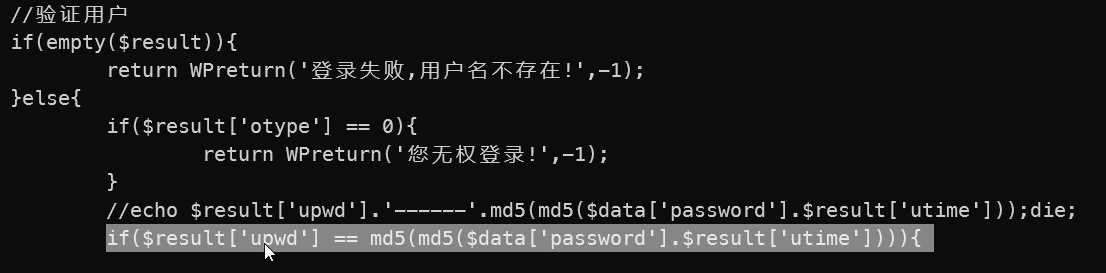 //验证用户
if(empty($result)){
return WPreturn('登录失败,用户名不存在!',-1);
}else{
if($result['otype'] == 0){
return WPreturn('您无权登录!',-1);
}
//echo $result['upwd'].'------'.md5(md5($data['password'].$result['utime']));die;
if($result['upwd'] == md5(md5($data['password'].$result['utime']))){